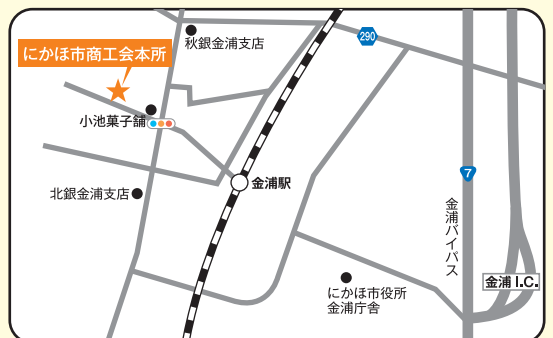 290
秋銀金浦支店
にかほ市商工会本所
小池菓子舗
金浦駅
7
北銀金浦支店
金浦バイパス
金浦 I.C.
にかほ市役所
金浦庁舎